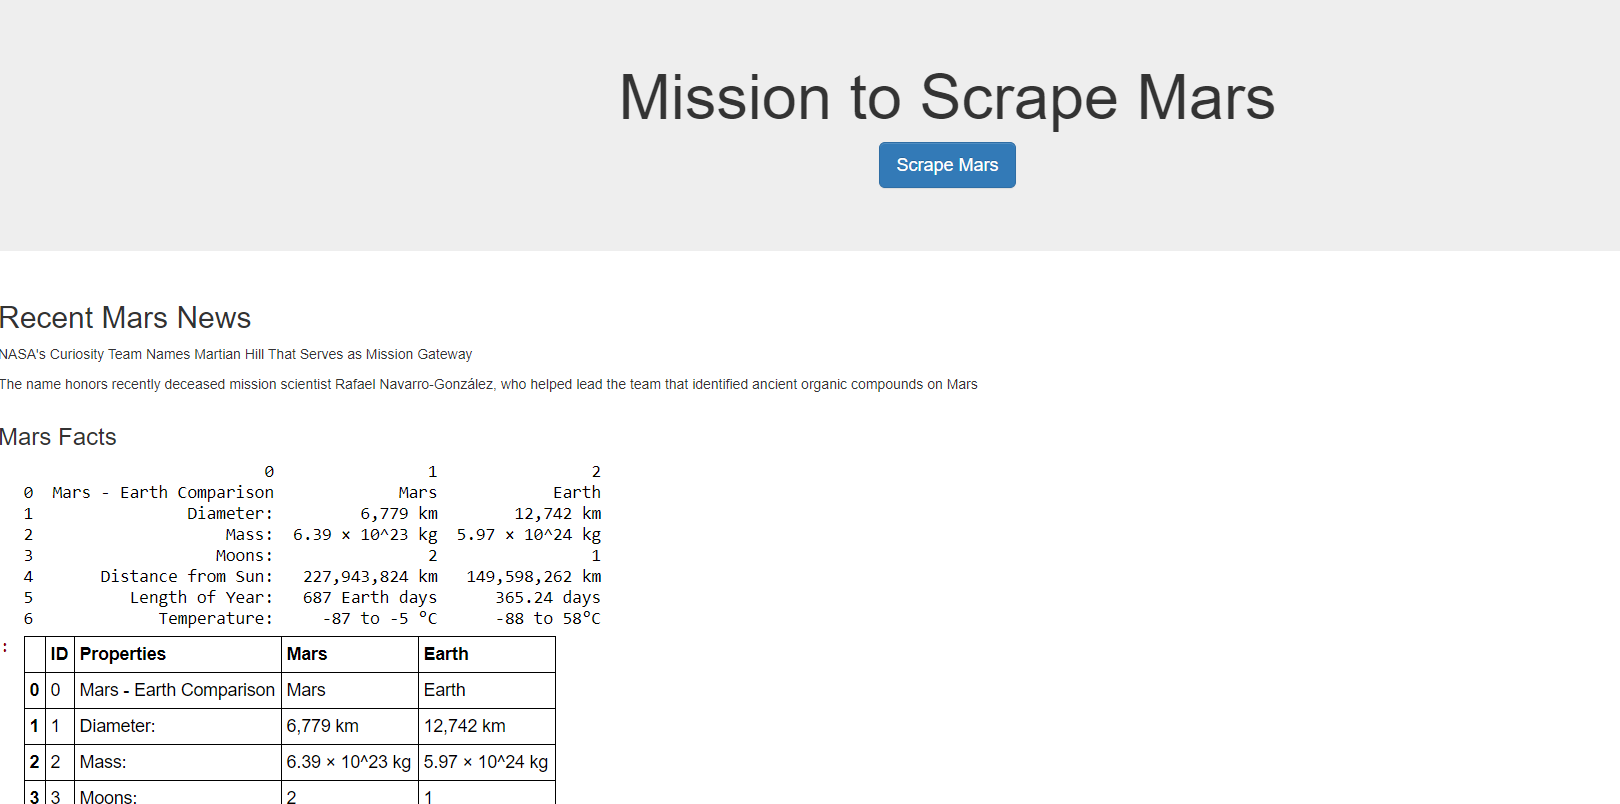 Mission to Scrape Mars
Scrape Mars
Recent Mars News
NASA's Curiosity Team Names Martian Hill That Serves as Mission Gateway
The name honors recently deceased mission scientist Rafael Navarro-González, who helped lead the team that identified ancient organic compounds on Mars
Mars Facts
0 1 2
0 Mars - Earth Comparison Mars Earth
1 Diameter: 6,779 km 12,742 km
2 Mass: 6.39 × 10^23 kg 5.97 × 10^24 kg
3 Moons: 2 1
4 Distance from Sun: 227,943,824 km 149,598,262 km
5 Length of Year: 687 Earth days 365.24 days
6 Temperature: -87 to -5 °C -88 to 58°C
:
ID Properties Mars Earth
0 0 Mars - Earth Comparison Mars Earth
1 1 Diameter: 6,779 km 12,742 km
2 2 Mass: 6.39 × 10^23 kg 5.97 × 10^24 kg
3 3 Moons: 2 1